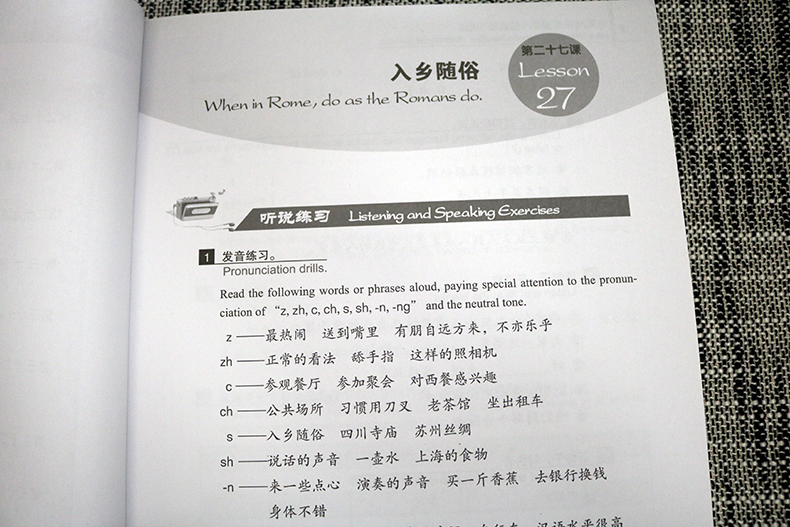 第二十七课
入乡随俗
Lesson
When in Rome, do as the Romans do.
27
听说练习 Listening and Speaking Exercises
1 发音练习。
Pronunciation drills.
Read the following words or phrases aloud, paying special attention to the pronun-
ciation of “z, zh, c, ch, s, sh, -n, -ng” and the neutral tone.
z——最热闹 送到嘴里 有朋自远方来，不亦乐乎
zh——正常的看法 舔手指 这样的照相机
c——参观餐厅 参加聚会 对西餐感兴趣
ch——公共场所 习惯用刀叉 老茶馆 坐出租车
s——入乡随俗 四川寺庙 苏州丝绸
sh——说话的声音 一壶水 上海的食物
-n——来一些点心 演奏的声音 买一斤香蕉 去银行换钱
身体不错
汉语水平很高